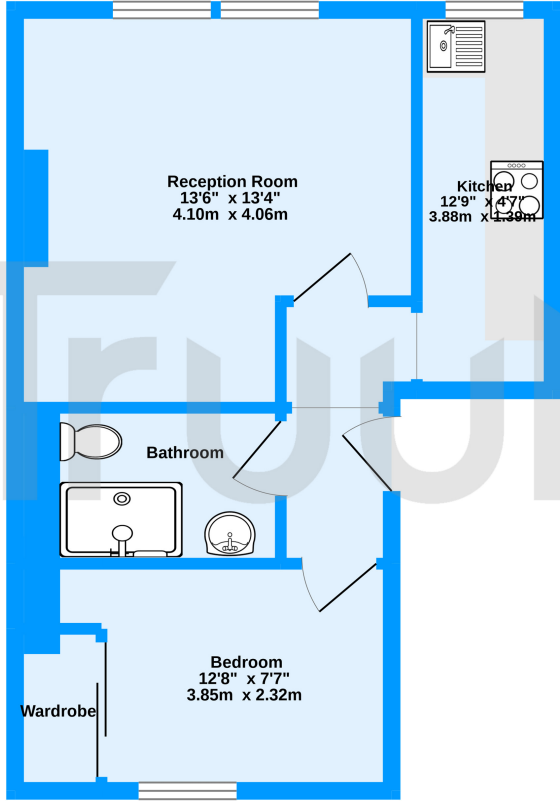 Reception Room
13'6" x 13'4"
4.10m x 4.06m
Kitchen
12'9" x 4'7"
3.88m x 1.39m
Bathroom
Bedroom
12'8" x 7'7"
3.85m x 2.32m
Wardrobe